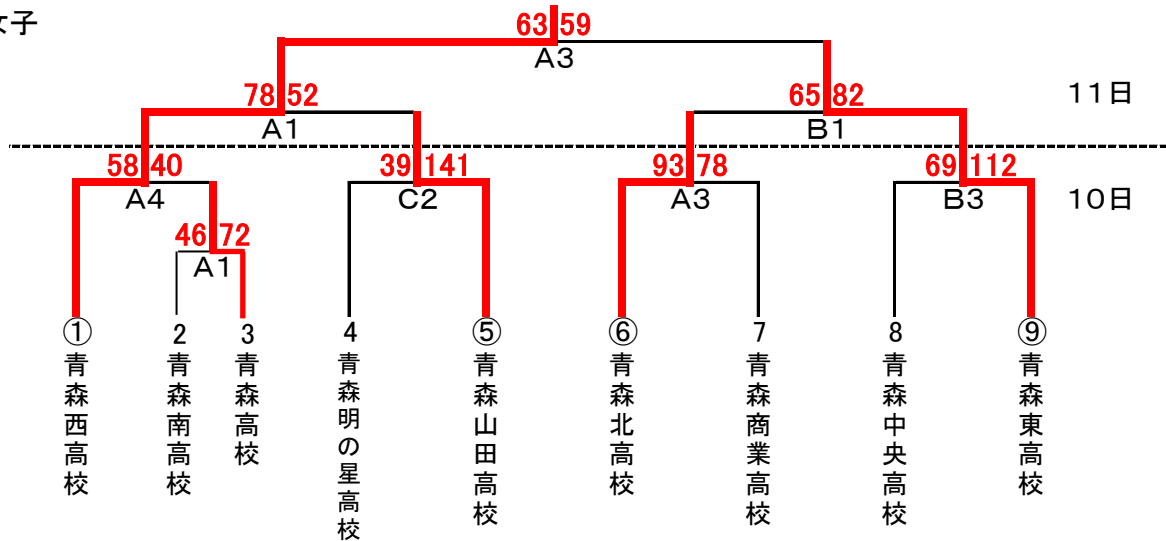 女子
63 59
A3
78 52
A1
65 82
B1
11日
58 40
A4
39 141
C2
93 78
A3
69 112
B3
10日
46 72
A1
① 青森西高校
2 青森南高校
3 青森高校
4 青森明の星高校
⑤ 青森山田高校
⑥ 青森北高校
7 青森商業高校
8 青森中央高校
⑨ 青森東高校